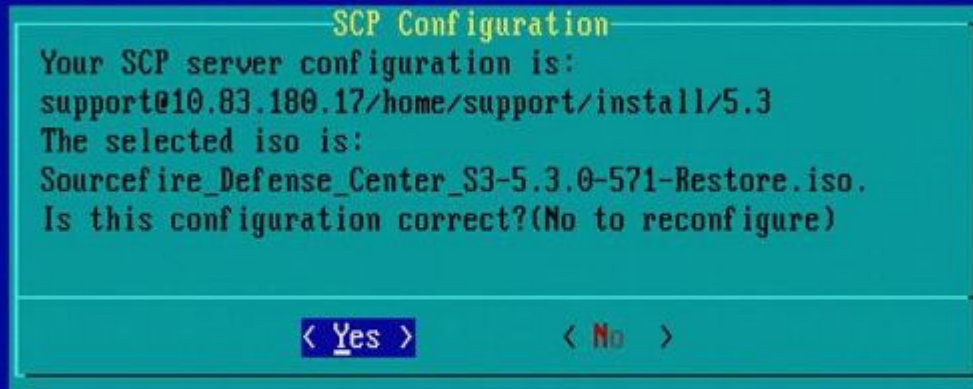 SCP Configuration
Your SCP server configuration is:
support@10.83.180.17/home/support/install/5.3
The selected iso is:
Sourcefire_Defense_Center_S3-5.3.0-571-Restore.iso.
Is this configuration correct?(No to reconfigure)
< Yes > < No >